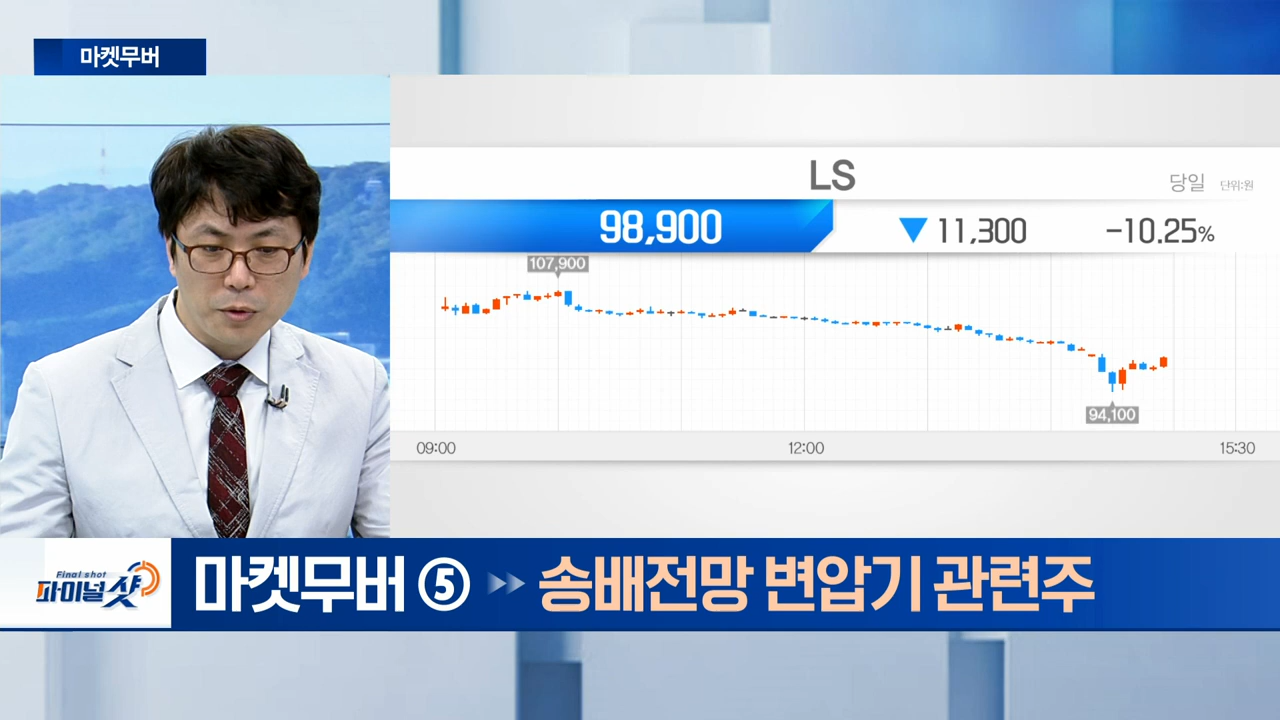 마켓무버
LS
당일 단위:원
98,900 ▼ 11,300 -10.25%
107,900
94,100
09:00 12:00 15:30
Final shot
파이널샷
마켓무버 ⑤ 송배전망 변압기 관련주